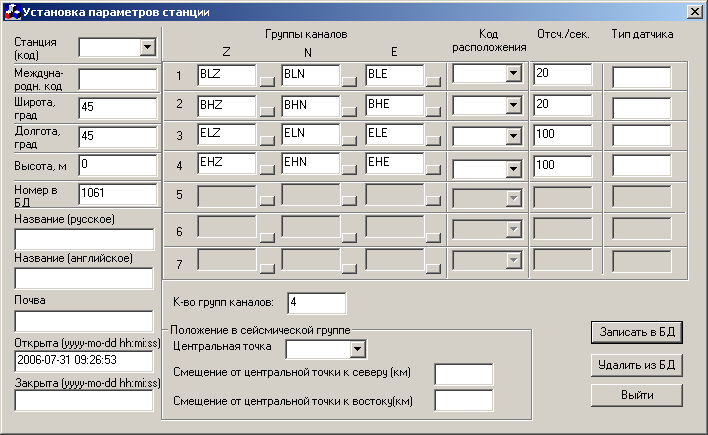 Установка параметров станции
Станция
(код)
Междуна-
родн. код
Широта,
град
45
Долгота,
град
45
Высота, м
0
Номер в
БД
1061
Название (русское)
Название (английское)
Почва
Открыта (yyyy-mo-dd hh:mi:ss)
2006-07-31 09:26:53
Закрыта (yyyy-mo-dd hh:mi:ss)
Группы каналов
Z N E
Код
расположения
Отсч./сек.
Тип датчика
1 BLZ BLN BLE 20
2 BHZ BHN BHE 20
3 ELZ ELN ELE 100
4 EHZ EHN EHE 100
5
6
7
К-во групп каналов: 4
Положение в сейсмической группе
Центральная точка
Смещение от центральной точки к северу (км)
Смещение от центральной точки к востоку(км)
Записать в БД
Удалить из БД
Выйти